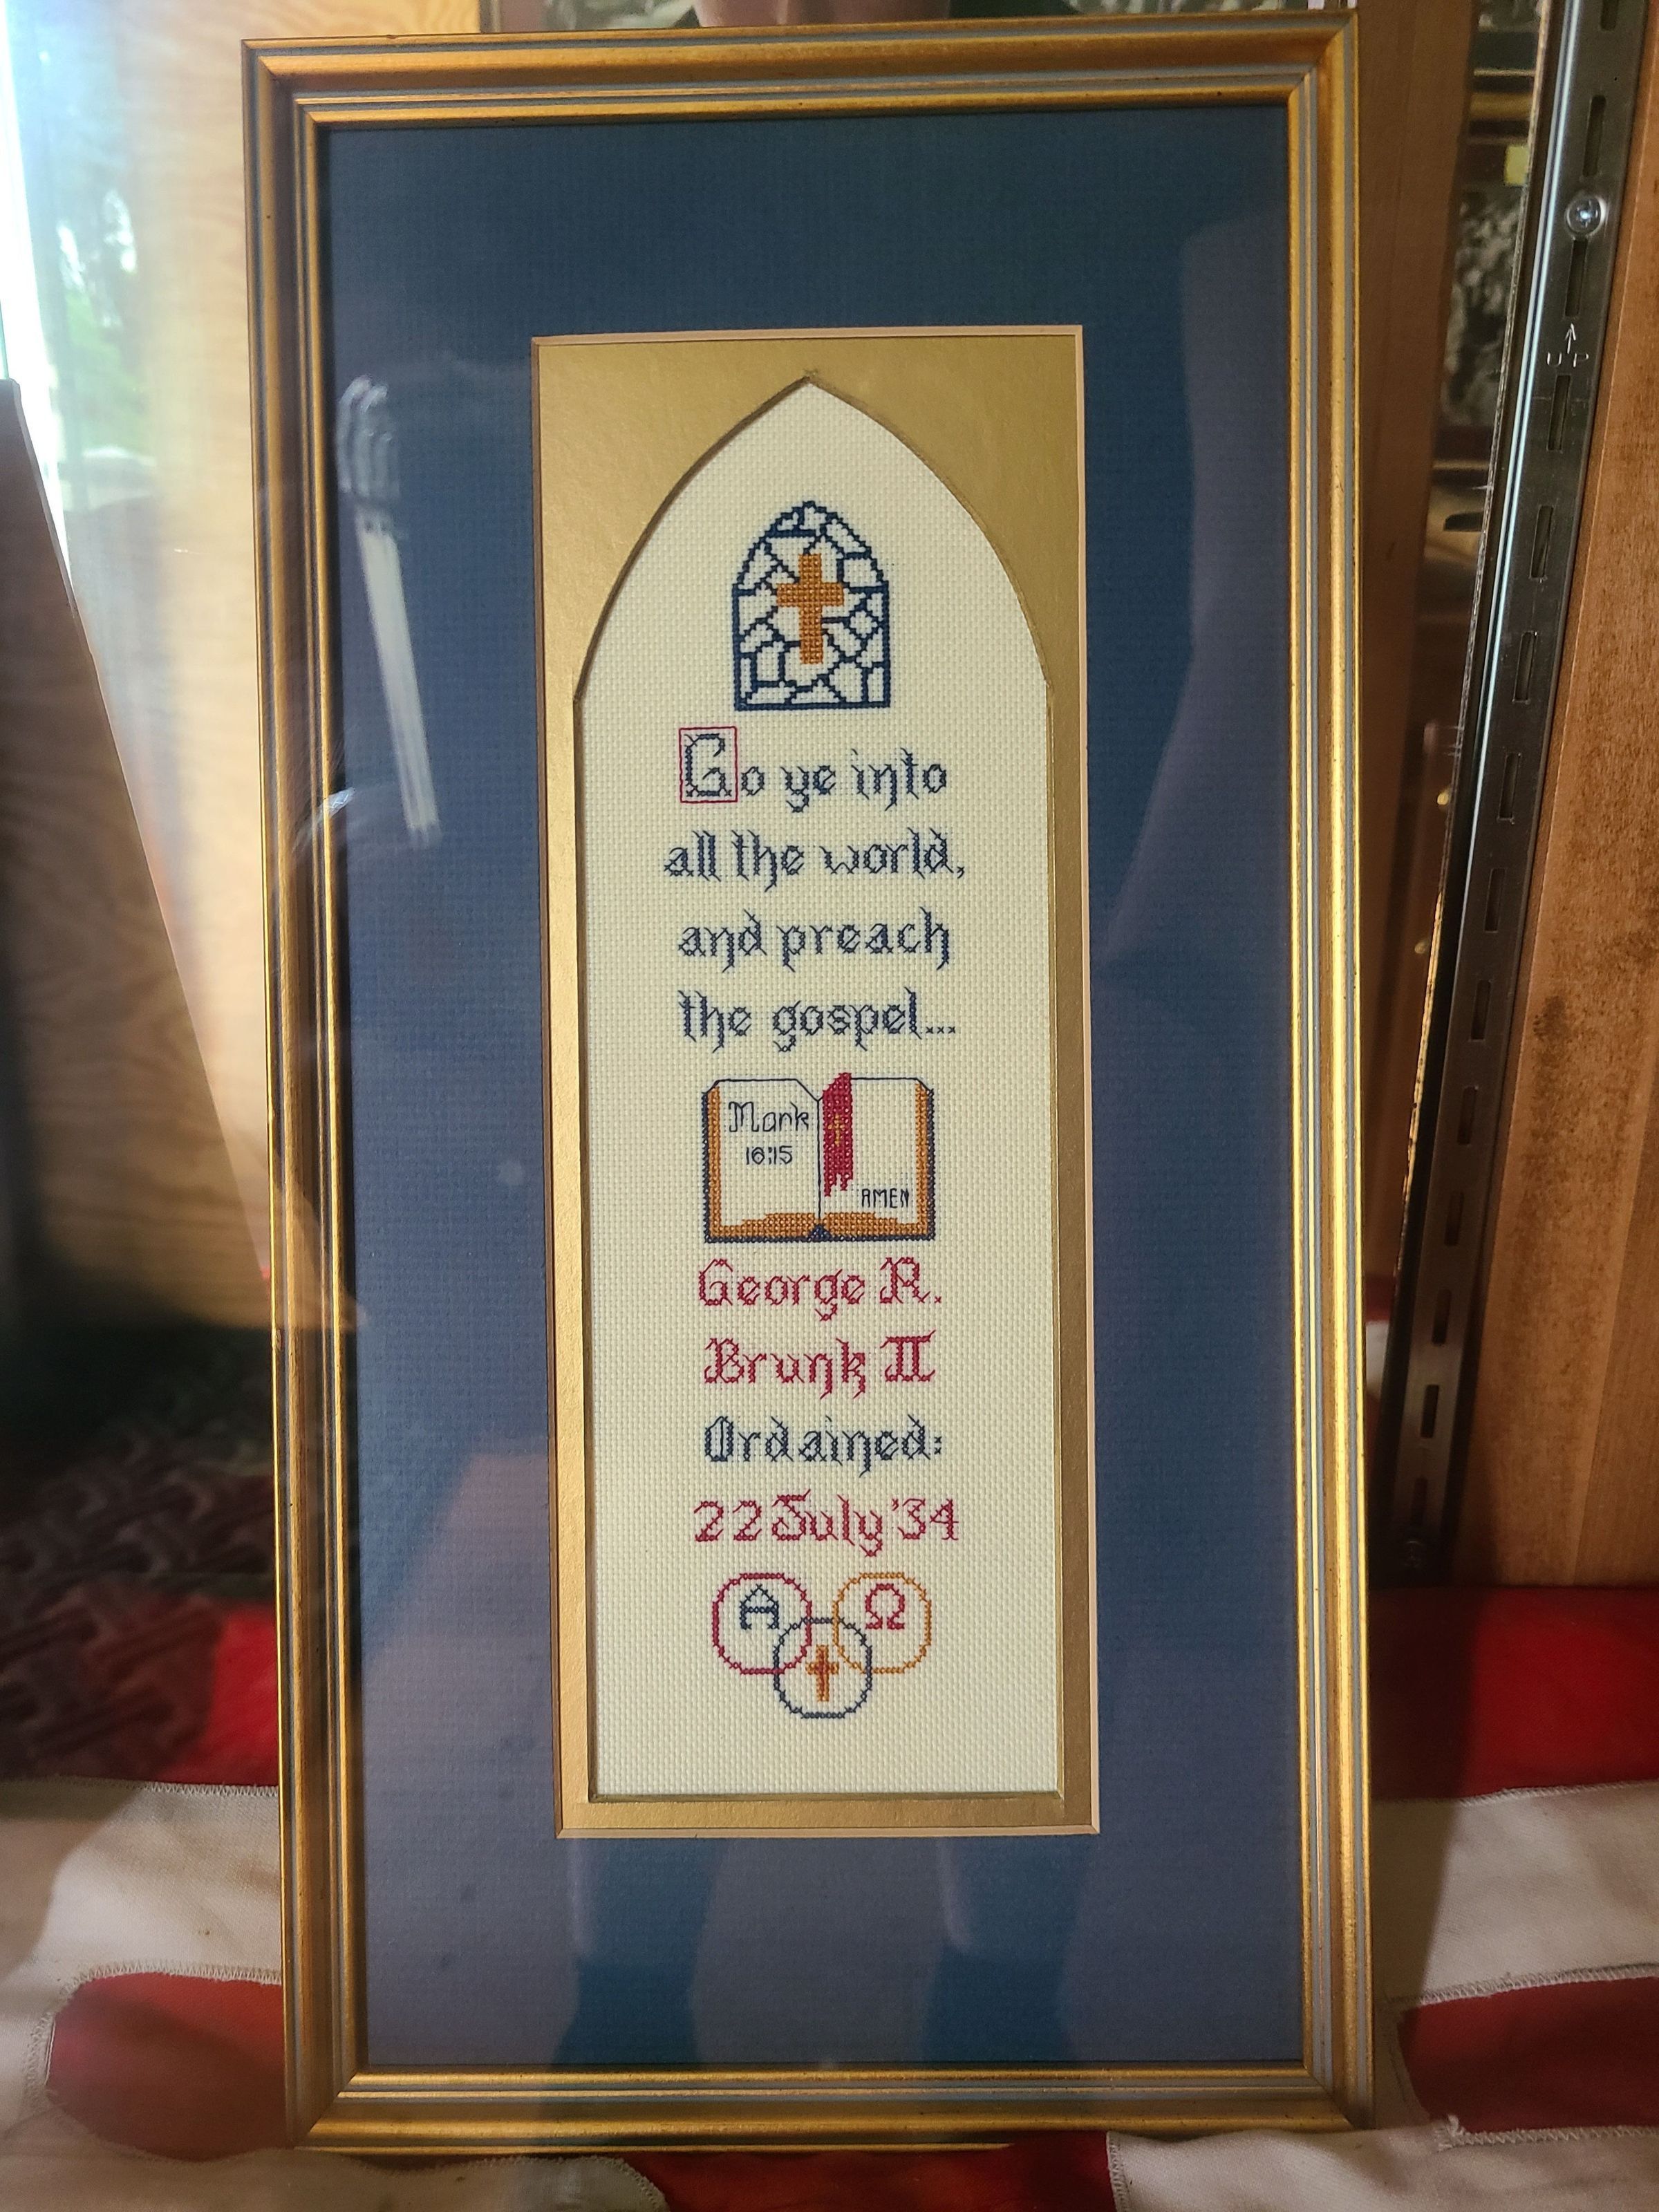 Go ye into
all the world,
and preach
the gospel...
Mark
16:15
AMEN
George R.
Brunk II
Ordained:
22 July '34
A Ω
UP